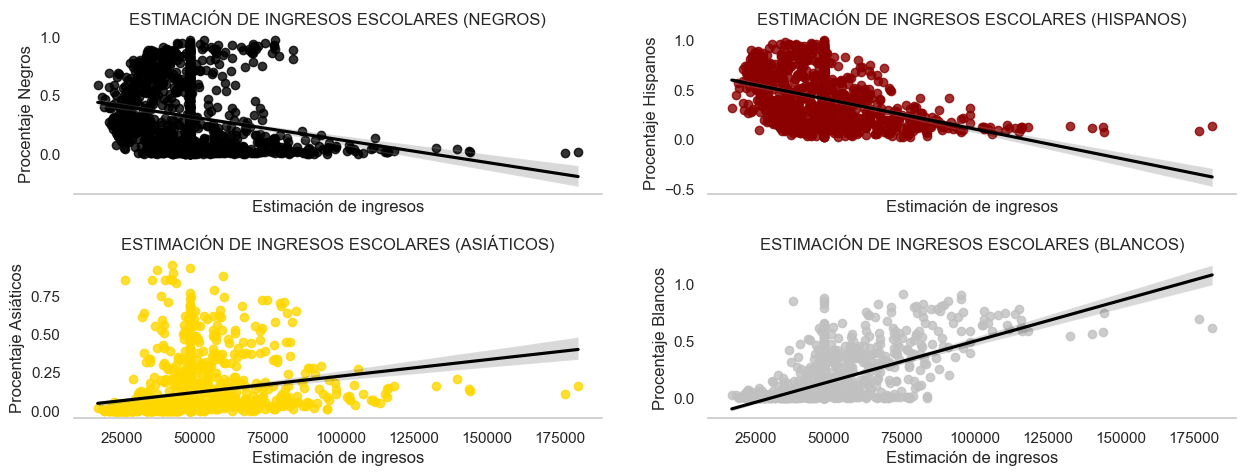 ESTIMACIÓN DE INGRESOS ESCOLARES (NEGROS)
Procentaje Negros
1.0
0.5
0.0
Estimación de ingresos
ESTIMACIÓN DE INGRESOS ESCOLARES (HISPANOS)
Procentaje Hispanos
1.0
0.5
0.0
−0.5
Estimación de ingresos
ESTIMACIÓN DE INGRESOS ESCOLARES (ASIÁTICOS)
Procentaje Asiáticos
0.75
0.50
0.25
0.00
25000 50000 75000 100000 125000 150000 175000
Estimación de ingresos
ESTIMACIÓN DE INGRESOS ESCOLARES (BLANCOS)
Procentaje Blancos
1.0
0.5
0.0
25000 50000 75000 100000 125000 150000 175000
Estimación de ingresos